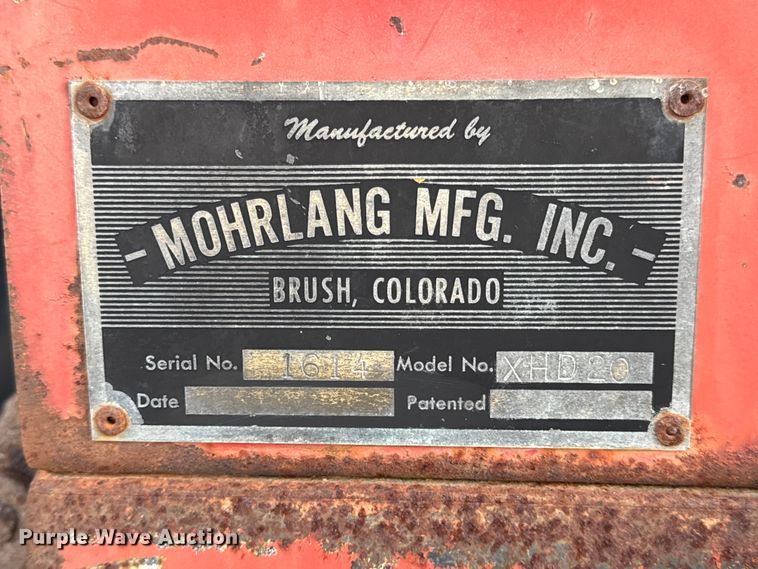 Manufactured by
- MOHRLANG MFG. INC. -
BRUSH, COLORADO
Serial No. 1614 Model No. XHD20
Date Patented
Purple Wave Auction